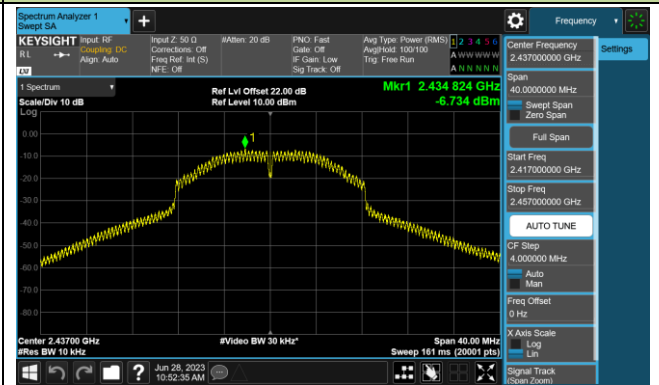 Spectrum Analyzer 1
Swept SA
+
Frequency
KEYSIGHT
Input: RF
Coupling: DC
Align: Auto
Input Z: 50 Ω
Corrections: Off
Freq Ref: Int (S)
NFE: Off
#Atten: 20 dB
PNO: Fast
Gate: Off
IF Gain: Low
Sig Track: Off
Avg Type: Power (RMS)
Avg|Hold: 100/100
Trig: Free Run
1 2 3 4 5 6
A W W W W W
A N N N N N
RL
1 Spectrum
Scale/Div 10 dB
Log
Ref Lvl Offset 22.00 dB
Ref Level 10.00 dBm
Mkr1 2.434 824 GHz
-6.734 dBm
1
0.00
-10.0
-20.0
-30.0
-40.0
-50.0
-60.0
-70.0
-80.0
Center 2.43700 GHz
#Res BW 10 kHz
#Video BW 30 kHz*
Span 40.00 MHz
Sweep 161 ms (20001 pts)
Center Frequency
2.437000000 GHz
Settings
Span
40.0000000 MHz
Swept Span
Zero Span
Full Span
Start Freq
2.417000000 GHz
Stop Freq
2.457000000 GHz
AUTO TUNE
CF Step
4.000000 MHz
Auto
Man
Freq Offset
0 Hz
X Axis Scale
Log
Lin
Signal Track
(Span Zoom)
?
Jun 28, 2023
10:52:35 AM